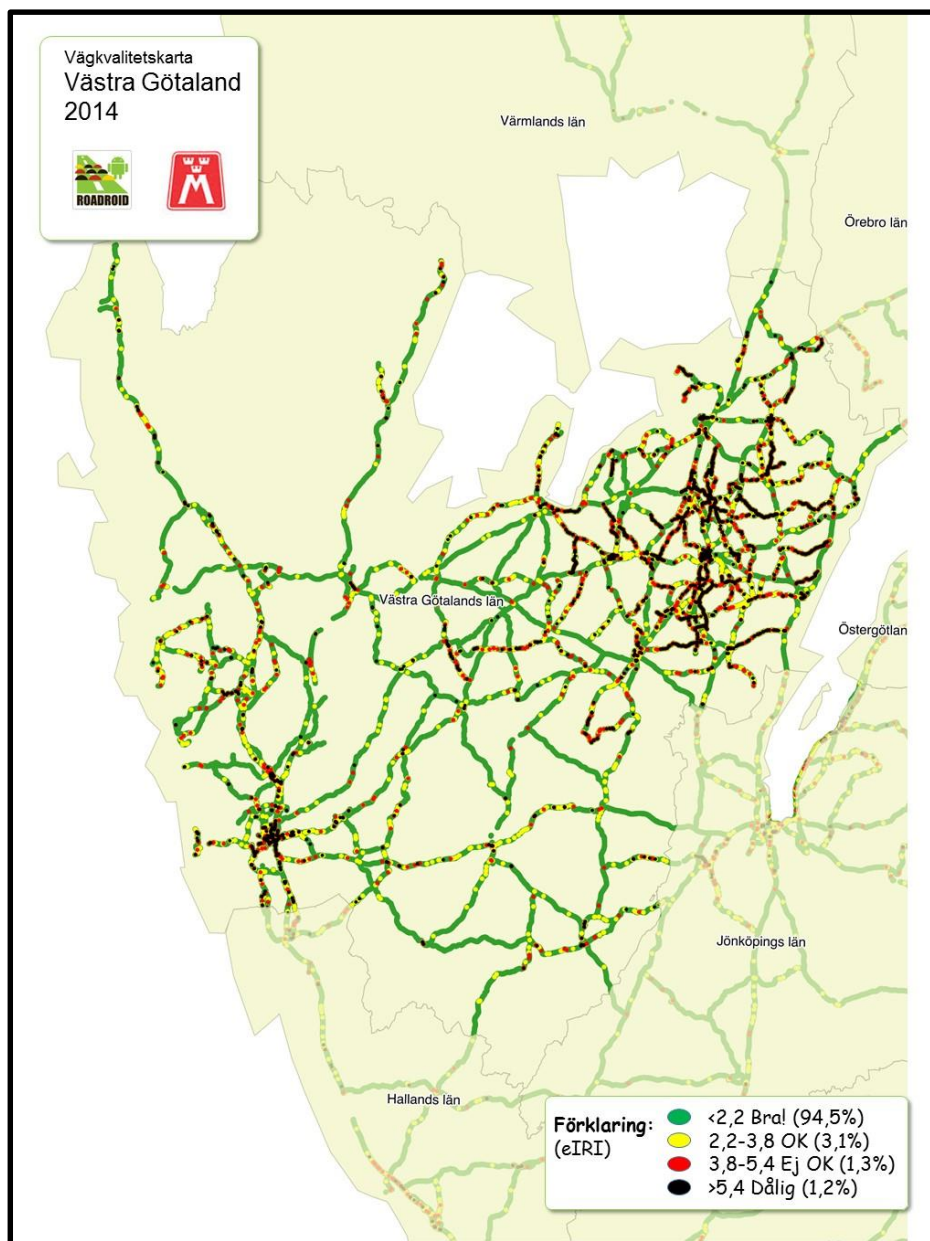 Vägkvalitetskarta
Västra Götaland
2014
ROADROID
M
Värmlands län
Örebro län
Västra Götalands län
Östergötlan
Jönköpings län
Hallands län
Förklaring:
(eIRI)
<2,2 Bra! (94,5%)
2,2-3,8 OK (3,1%)
3,8-5,4 Ej OK (1,3%)
>5,4 Dålig (1,2%)